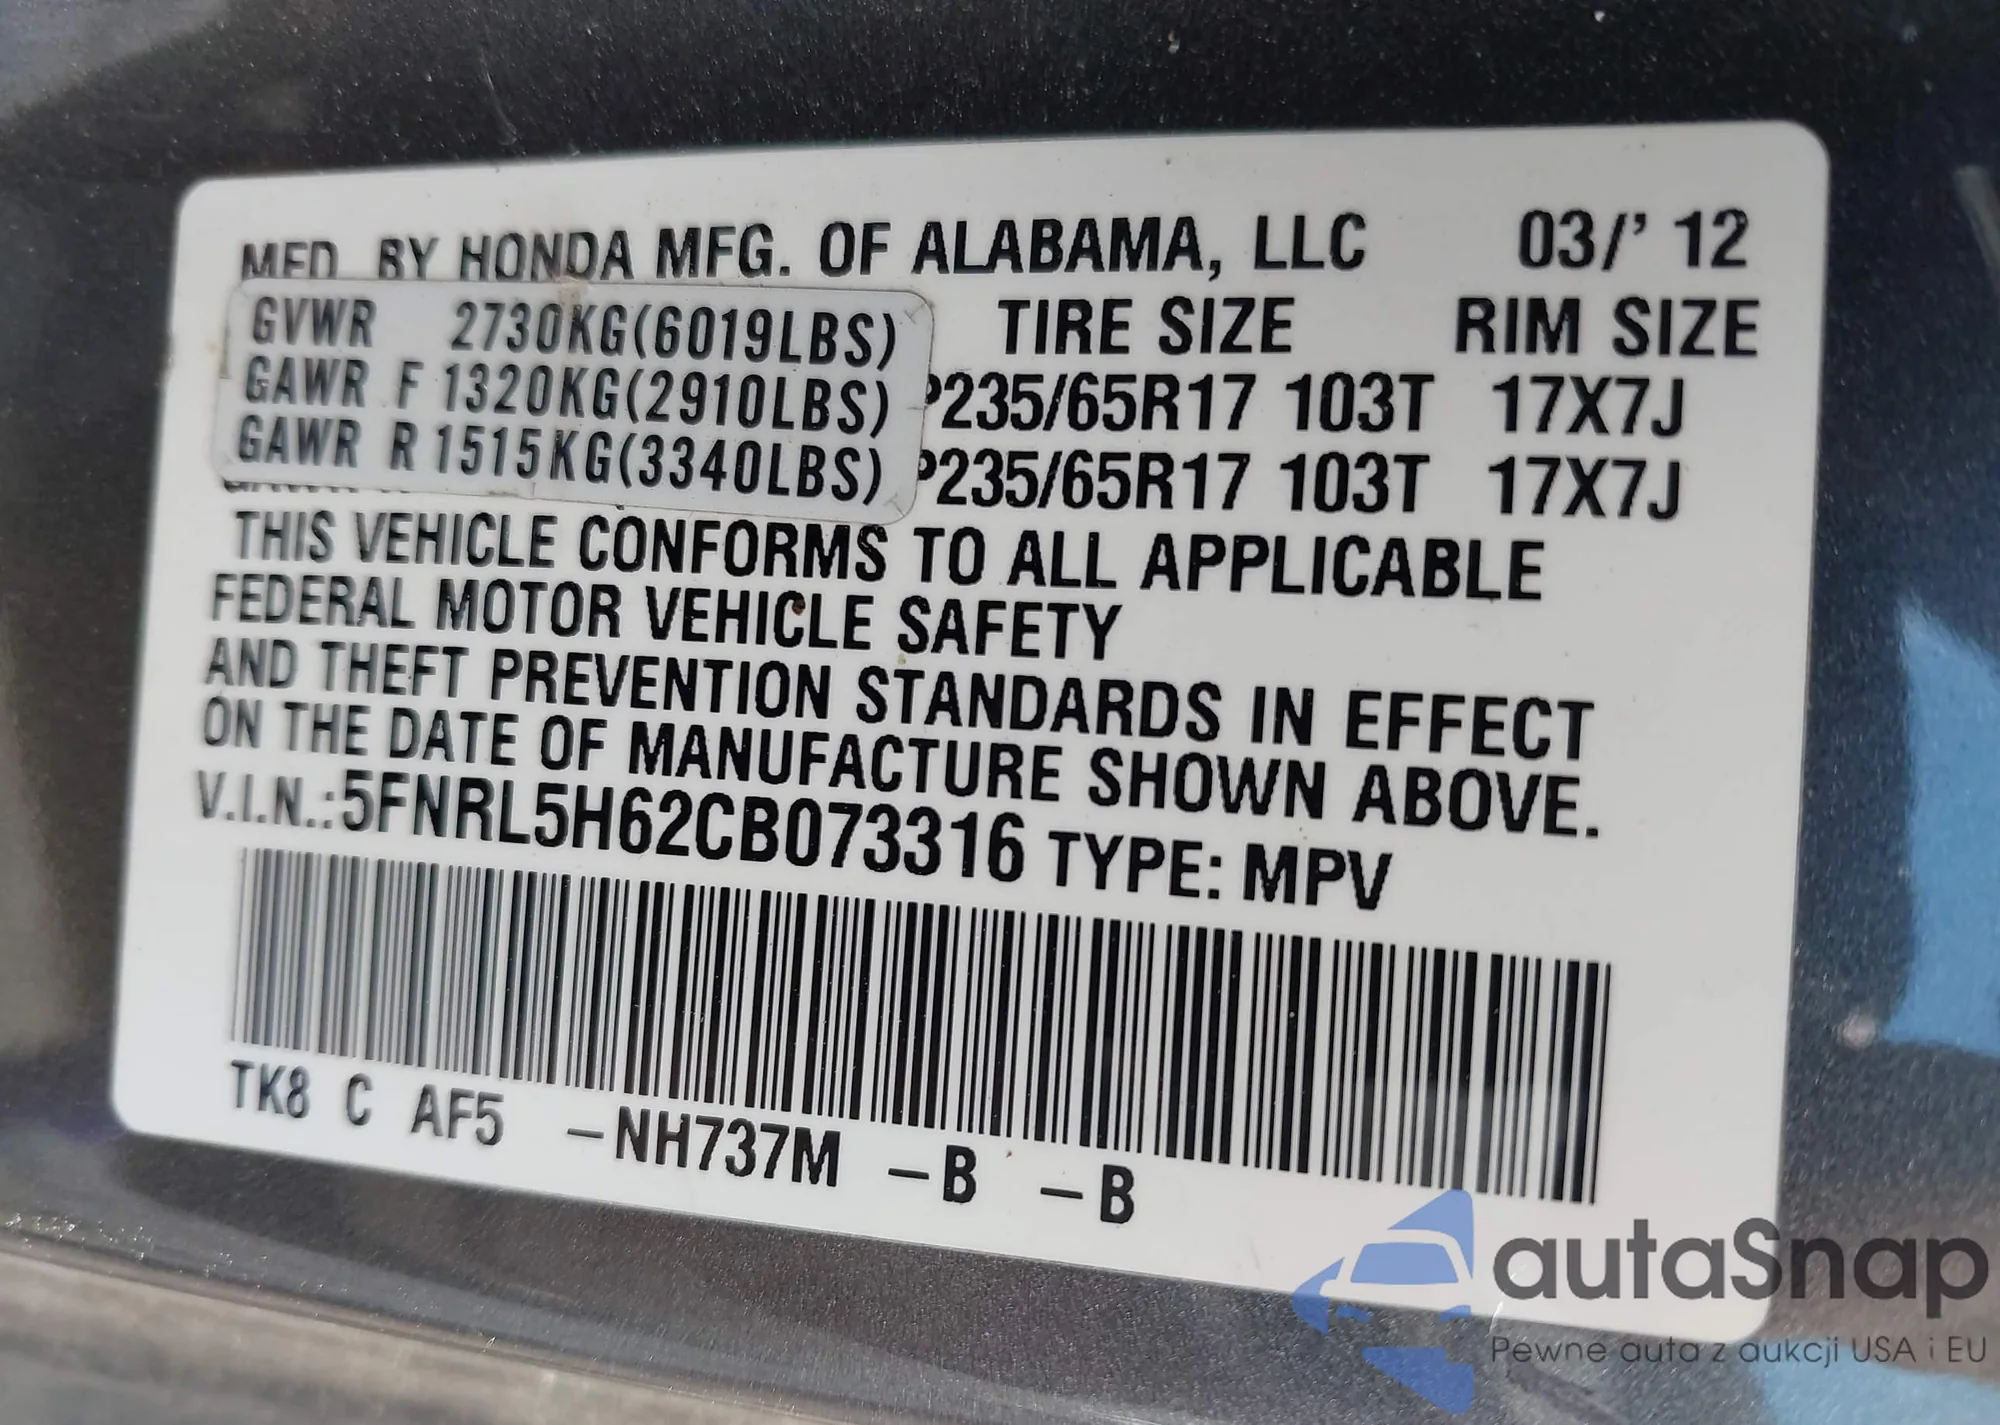 MFD. BY HONDA MFG. OF ALABAMA, LLC 03/'12
TIRE SIZE RIM SIZE
GVWR 2730KG(6019LBS)
GAWR F 1320KG(2910LBS) P235/65R17 103T 17X7J
GAWR R 1515KG(3340LBS) P235/65R17 103T 17X7J
THIS VEHICLE CONFORMS TO ALL APPLICABLE
FEDERAL MOTOR VEHICLE SAFETY
AND THEFT PREVENTION STANDARDS IN EFFECT
ON THE DATE OF MANUFACTURE SHOWN ABOVE.
V.I.N.:5FNRL5H62CB073316 TYPE: MPV
TK8 C AF5 –NH737M –B –B
autaSnap
Pewne auta z aukcji USA i EU